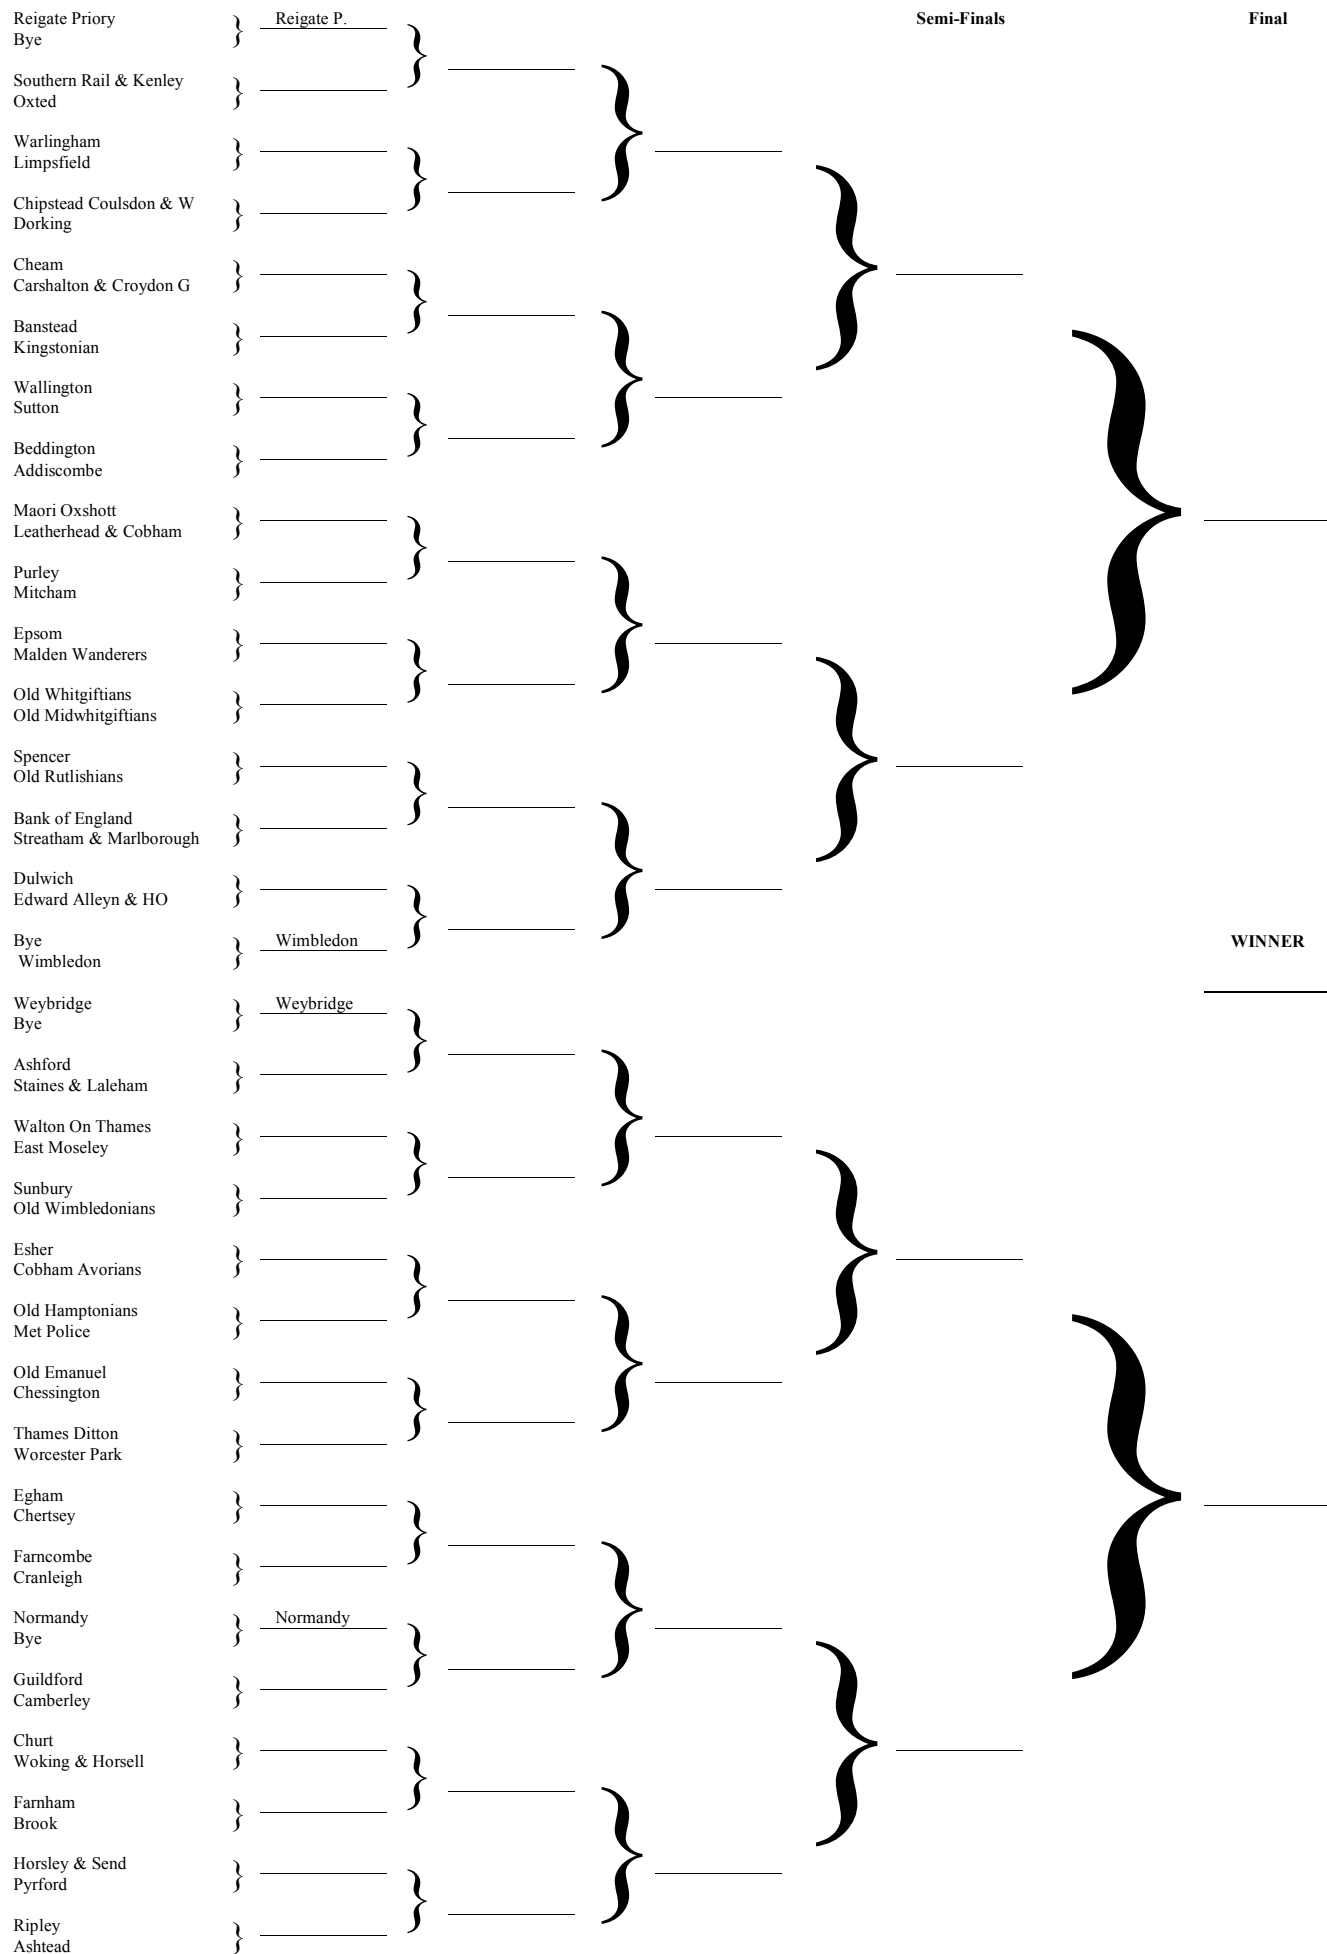 Reigate Priory
Bye
Reigate P.
Semi-Finals
Final
Southern Rail & Kenley
Oxted
Warlingham
Limpsfield
Chipstead Coulsdon & W
Dorking
Cheam
Carshalton & Croydon G
Banstead
Kingstonian
Wallington
Sutton
Beddington
Addiscombe
Maori Oxshott
Leatherhead & Cobham
Purley
Mitcham
Epsom
Malden Wanderers
Old Whitgiftians
Old Midwhitgiftians
Spencer
Old Rutlishians
Bank of England
Streatham & Marlborough
Dulwich
Edward Alleyn & HO
Bye
Wimbledon
Wimbledon
WINNER
Weybridge
Bye
Weybridge
Ashford
Staines & Laleham
Walton On Thames
East Moseley
Sunbury
Old Wimbledonians
Esher
Cobham Avorians
Old Hamptonians
Met Police
Old Emanuel
Chessington
Thames Ditton
Worcester Park
Egham
Chertsey
Farncombe
Cranleigh
Normandy
Bye
Normandy
Guildford
Camberley
Churt
Woking & Horsell
Farnham
Brook
Horsley & Send
Pyrford
Ripley
Ashtead